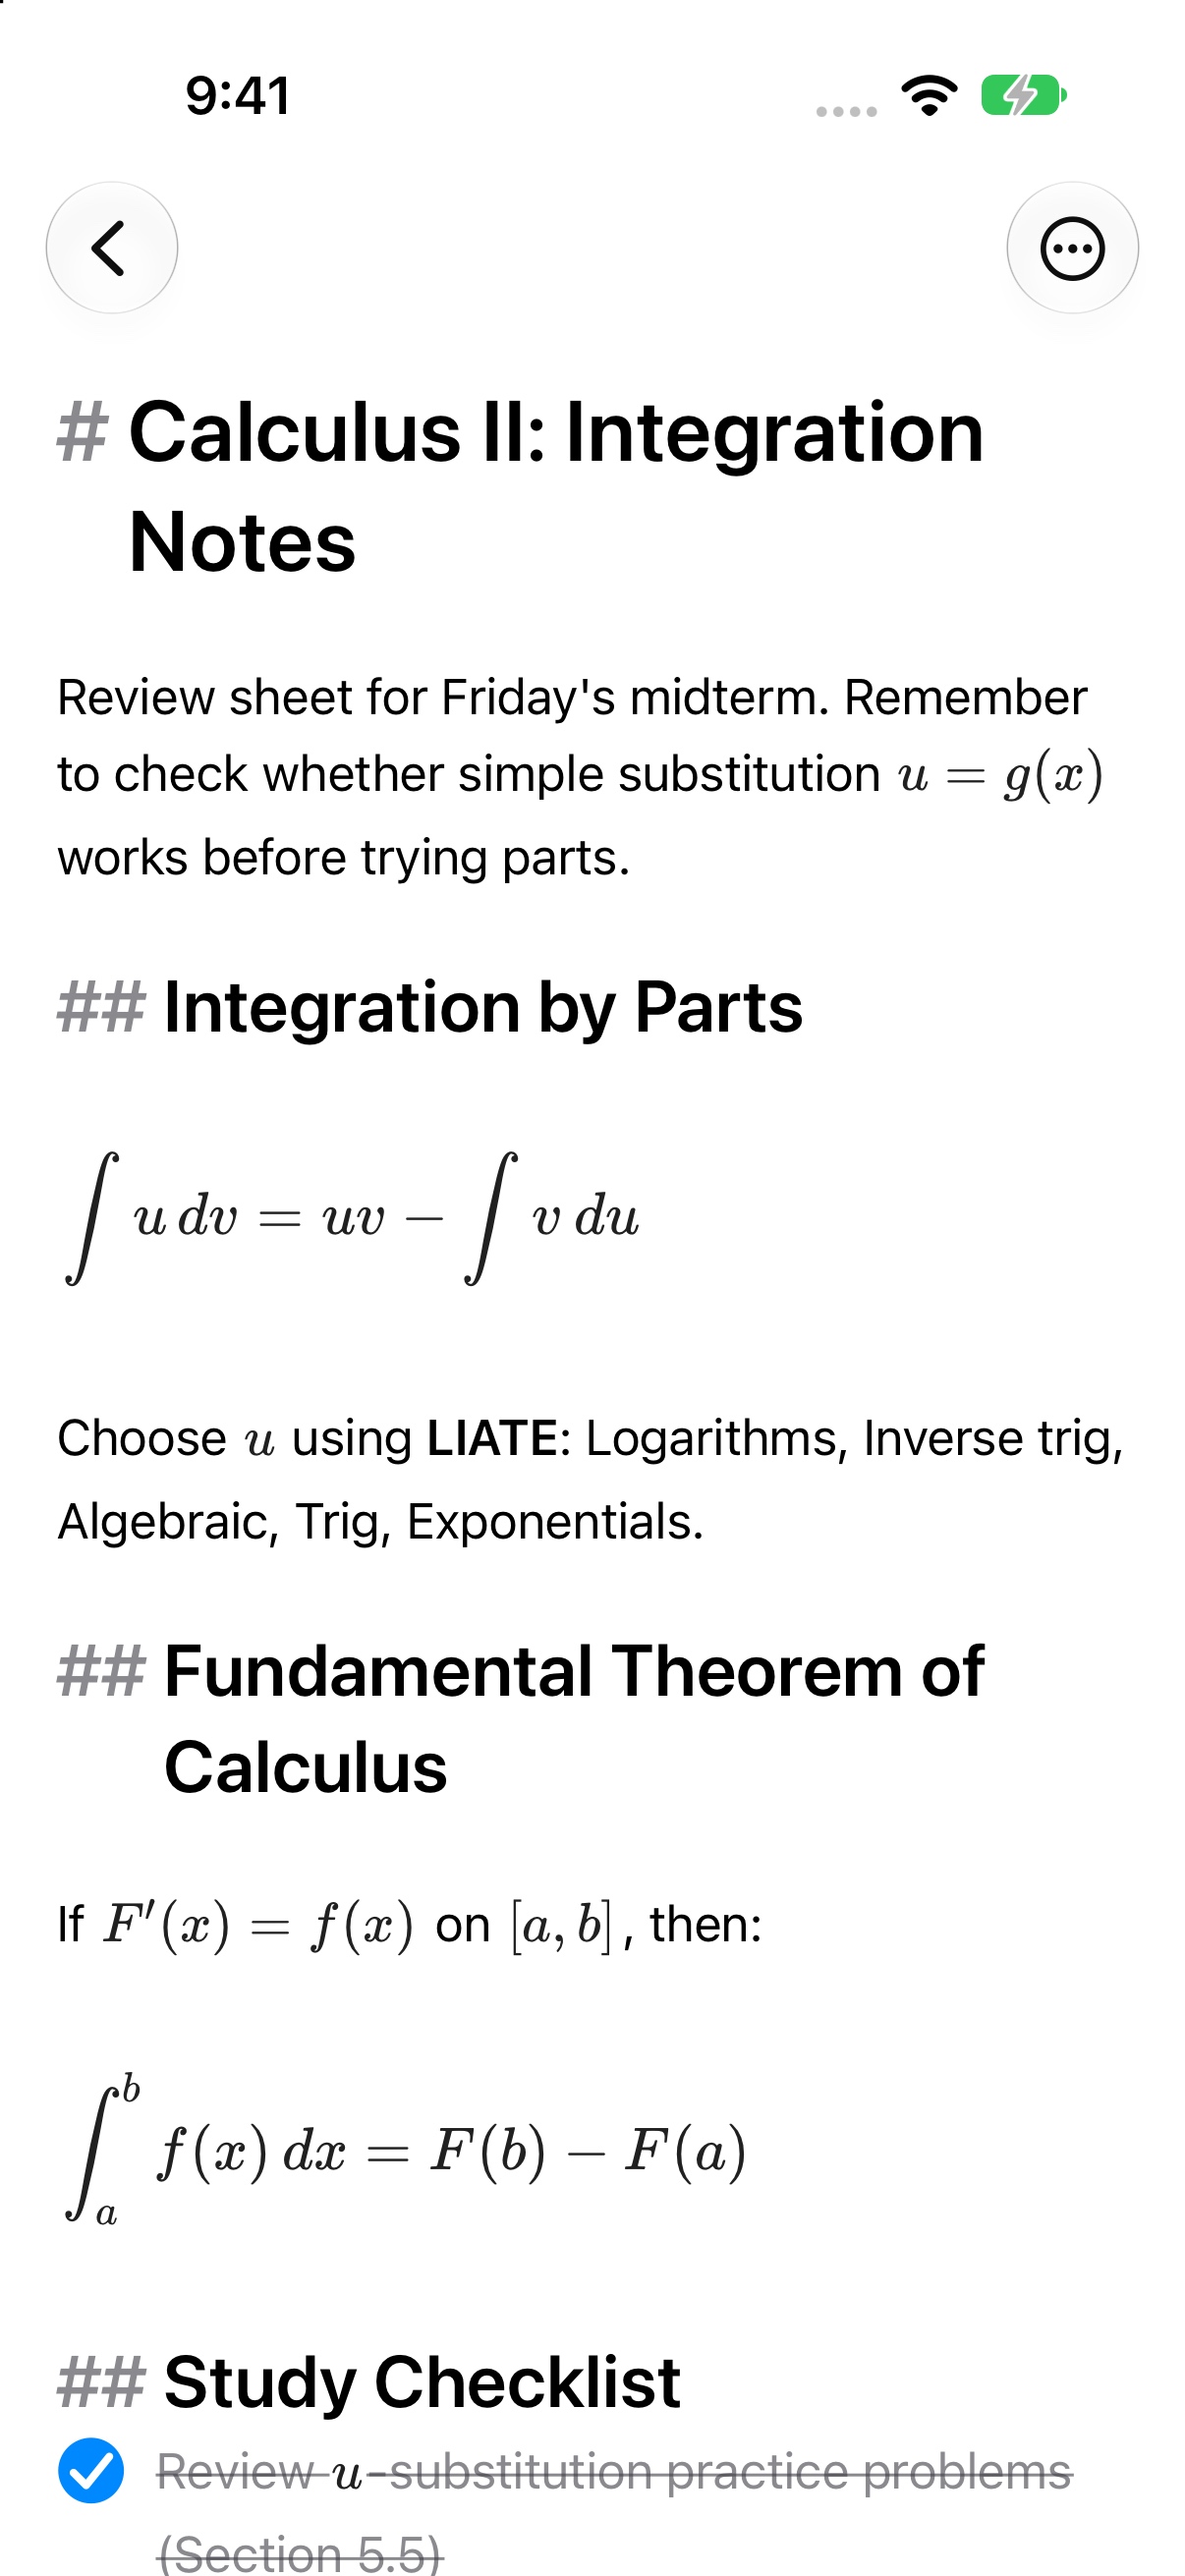 9:41
# Calculus II: Integration
Notes
Review sheet for Friday's midterm. Remember
to check whether simple substitution u = g(x)
works before trying parts.
## Integration by Parts
∫ u dv = uv − ∫ v du
Choose u using LIATE: Logarithms, Inverse trig,
Algebraic, Trig, Exponentials.
## Fundamental Theorem of
Calculus
If F′(x) = f(x) on [a, b], then:
∫_a^b f(x) dx = F(b) − F(a)
## Study Checklist
Review u-substitution practice problems
(Section 5.5)